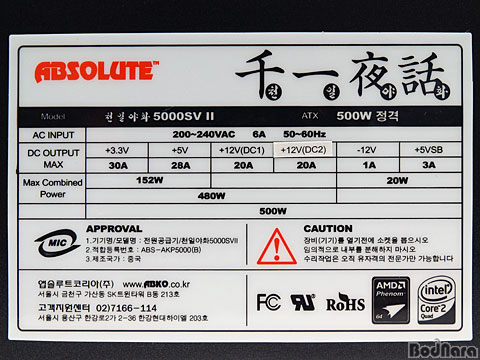 ABSOLUTE™
千一夜話
천 일 야 화
Model 천일야화 5000SV II ATX 500W 정격
AC INPUT 200~240VAC 6A 50~60Hz
DC OUTPUT +3.3V +5V +12V(DC1) +12V(DC2) -12V +5VSB
MAX 30A 28A 20A 20A 1A 3A
Max Combined 152W 20W
Power 480W
500W
MIC
APPROVAL
1.기기명/모델명 : 전원공급기/천일야화5000SVII
2.적합등록번호 : ABS-AKP5000(B)
3.제조국가 : 중국
CAUTION
장비(기기)를 열기전에 소켓을 뽑으시오
임의적으로 내부를 분해하지 마시오
수리작업은 오직 유자격의 전문가만 가능합니다
앱솔루트코리아(주) www.ABKO.co.kr
서울시 금천구 가산동 SK트윈타워 B동 213호
고객지원센터 02)7166-114
서울시 용산구 한강로2가 2-36 한강현대하이엘 203호
FC RoHS
AMD
Phenom
64
intel
Core 2
Quad
BodNara